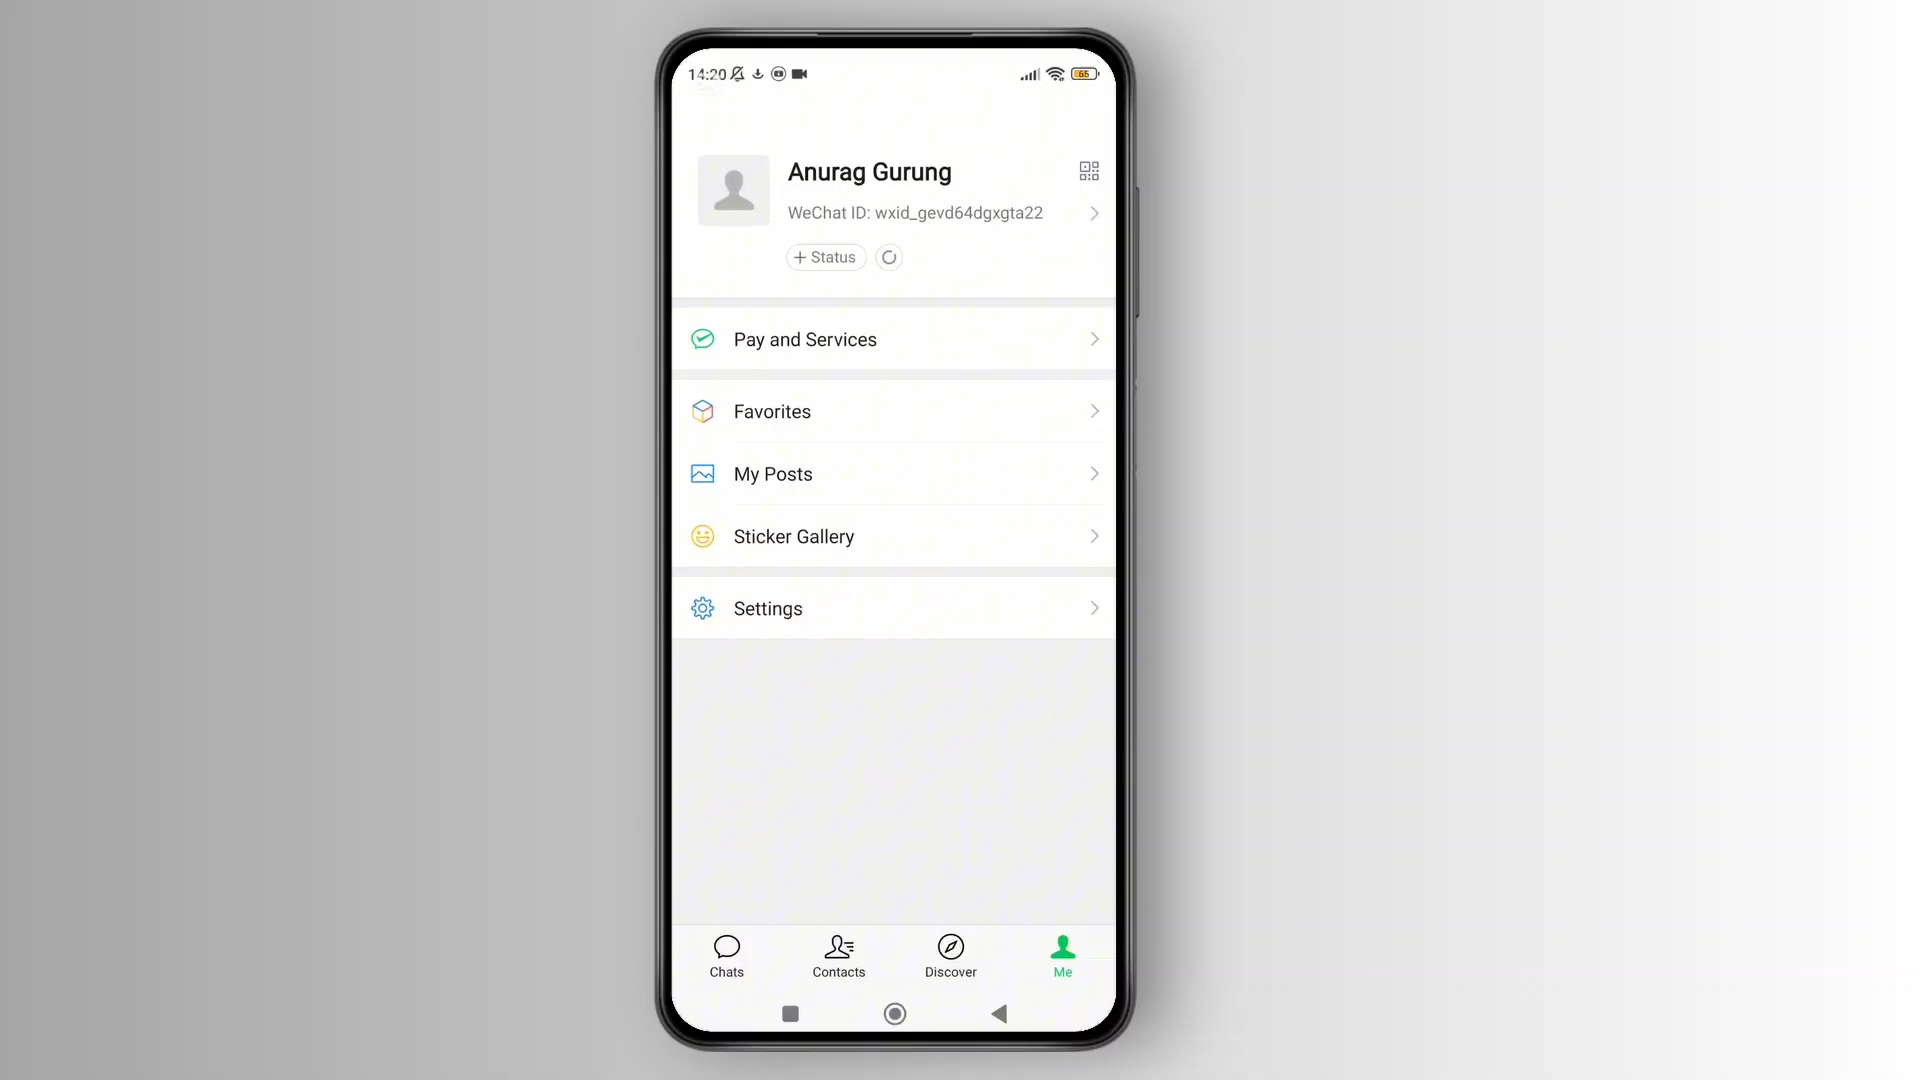 14:20
65
Anurag Gurung
WeChat ID: wxid_gevd64dgxgta22
+ Status
Pay and Services
Favorites
My Posts
Sticker Gallery
Settings
Chats
Contacts
Discover
Me